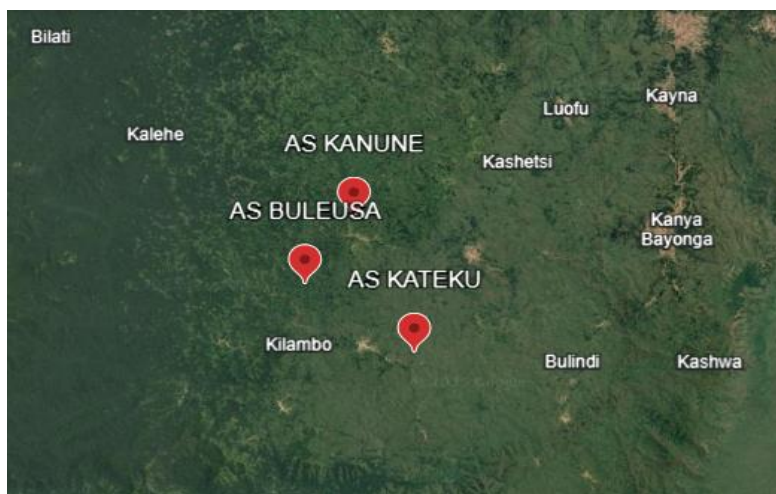 Bilati
Kayna
Luofu
Kalehe
AS KANUNE
Kashetsi
AS BULEUSA
Kanya
Bayonga
AS KATEKU
Kilambo
Bulindi
Kashwa